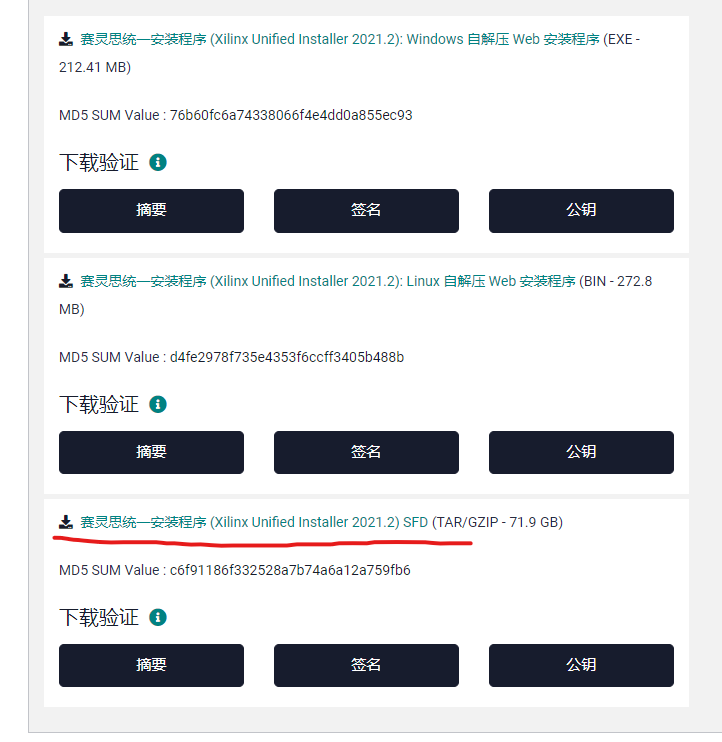 赛灵思统一安装程序 (Xilinx Unified Installer 2021.2): Windows 自解压 Web 安装程序 (EXE -
212.41 MB)
MD5 SUM Value : 76b60fc6a74338066f4e4dd0a855ec93
下载验证
摘要 签名 公钥
赛灵思统一安装程序 (Xilinx Unified Installer 2021.2): Linux 自解压 Web 安装程序 (BIN - 272.8
MB)
MD5 SUM Value : d4fe2978f735e4353f6ccff3405b488b
下载验证
摘要 签名 公钥
赛灵思统一安装程序 (Xilinx Unified Installer 2021.2) SFD (TAR/GZIP - 71.9 GB)
MD5 SUM Value : c6f91186f332528a7b74a6a12a759fb6
下载验证
摘要 签名 公钥